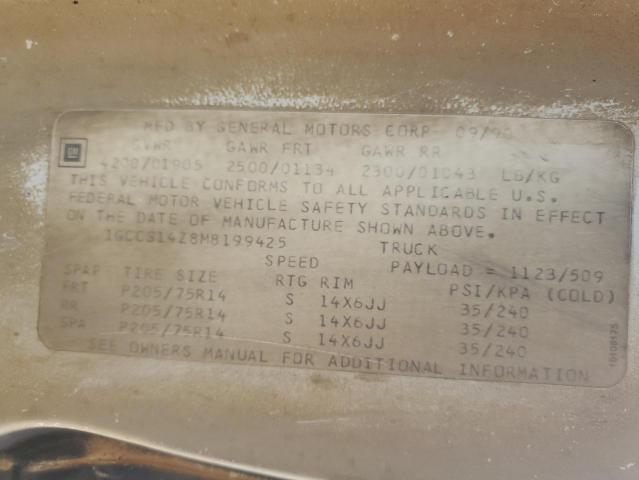 MFD BY GENERAL MOTORS CORP 09/90
GVWR GAWR FRT GAWR RR
GM 4200/01905 2500/01134 2300/01043 LB/KG
THIS VEHICLE CONFORMS TO ALL APPLICABLE U.S.
FEDERAL MOTOR VEHICLE SAFETY STANDARDS IN EFFECT
ON THE DATE OF MANUFACTURE SHOWN ABOVE.
1GCCS14Z8M8199425 TRUCK
SPEED PAYLOAD = 1123/509
SPAP TIRE SIZE RTG RIM PSI/KPA (COLD)
FRT P205/75R14 S 14X6JJ 35/240
RR P205/75R14 S 14X6JJ 35/240
SPA P205/75R14 S 14X6JJ 35/240
SEE OWNERS MANUAL FOR ADDITIONAL INFORMATION